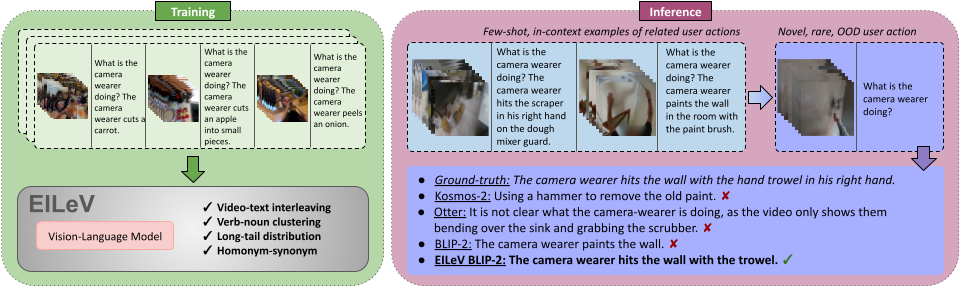 Training
What is the
camera
wearer
doing? The
camera
wearer cuts a
carrot.
What is the
camera
wearer
doing? The
camera
wearer cuts
an apple
into small
pieces.
What is the
camera
wearer
doing? The
camera
wearer peels
an onion.
EILeV
Vision-Language Model
✓ Video-text interleaving
✓ Verb-noun clustering
✓ Long-tail distribution
✓ Homonym-synonym
Inference
Few-shot, in-context examples of related user actions
Novel, rare, OOD user action
What is the
camera wearer
doing? The
camera wearer
hits the scraper
in his right hand
on the dough
mixer guard.
What is the
camera wearer
doing? The
camera wearer
paints the wall
in the room with
the paint brush.
What is the
camera wearer
doing?
● Ground-truth: The camera wearer hits the wall with the hand trowel in his right hand.
● Kosmos-2: Using a hammer to remove the old paint. ✘
● Otter: It is not clear what the camera-wearer is doing, as the video only shows them
bending over the sink and grabbing the scrubber. ✘
● BLIP-2: The camera wearer paints the wall. ✘
● EILeV BLIP-2: The camera wearer hits the wall with the trowel. ✓